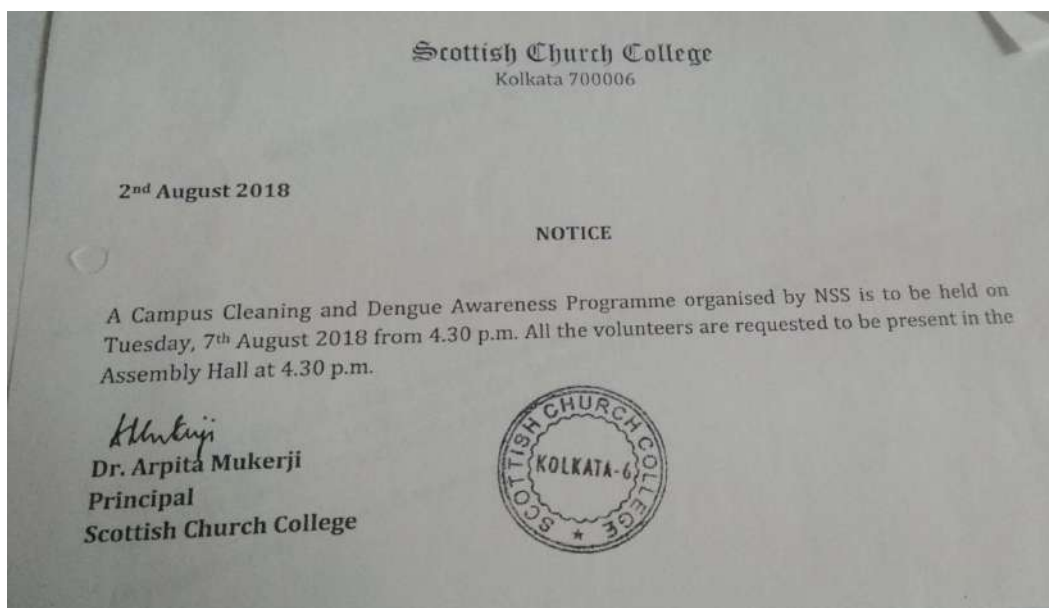 Scottish Church College
Kolkata 700006
2nd August 2018
NOTICE
A Campus Cleaning and Dengue Awareness Programme organised by NSS is to be held on
Tuesday, 7th August 2018 from 4.30 p.m. All the volunteers are requested to be present in the
Assembly Hall at 4.30 p.m.
AMukerji
Dr. Arpita Mukerji
Principal
Scottish Church College
SCOTTISH CHURCH COLLEGE
KOLKATA-6